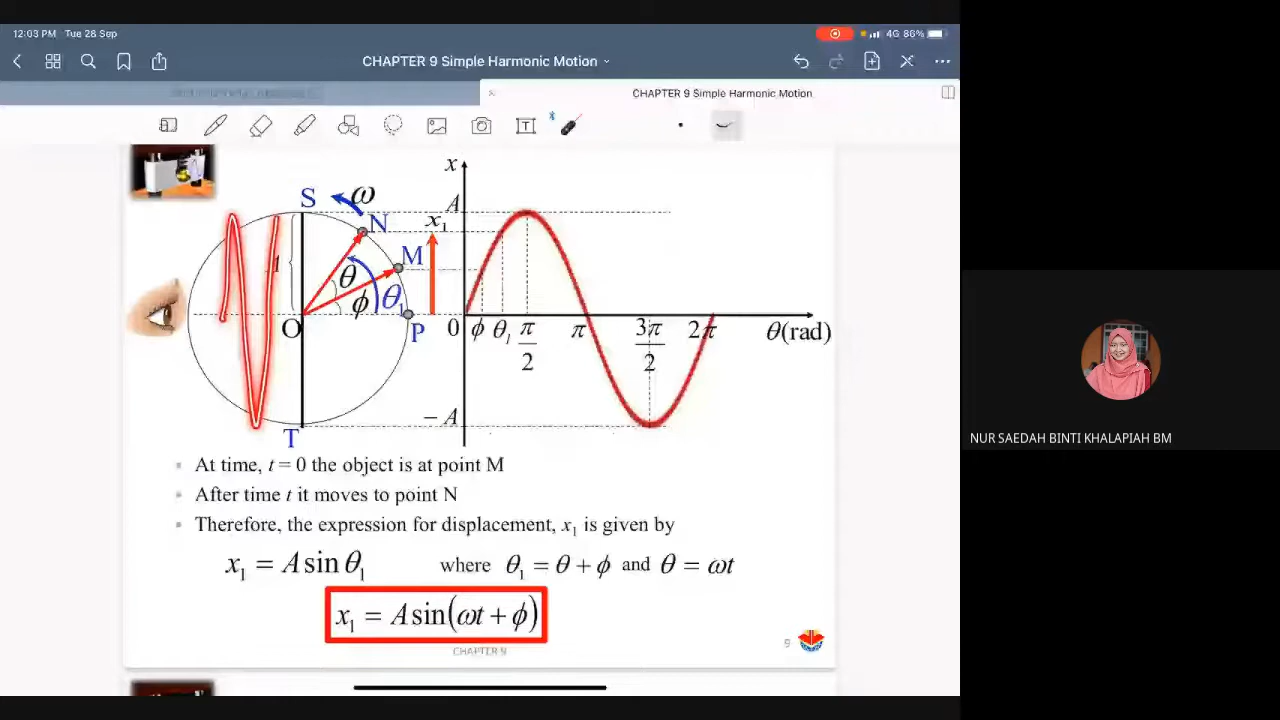 12:03 PM Tue 28 Sep
4G 86%
CHAPTER 9 Simple Harmonic Motion
CHAPTER 9 Simple Harmonic Motion
T
x
S
ω
A
N
x₁
M
θ
ϕ
θ₁
O
P
0 ϕ θ₁ π/2 π 3π/2 2π θ(rad)
−A
T
At time, t = 0 the object is at point M
After time t it moves to point N
Therefore, the expression for displacement, x₁ is given by
x₁ = A sin θ₁ where θ₁ = θ + ϕ and θ = ωt
x₁ = A sin(ωt + ϕ)
CHAPTER 9
9
NUR SAEDAH BINTI KHALAPIAH BM